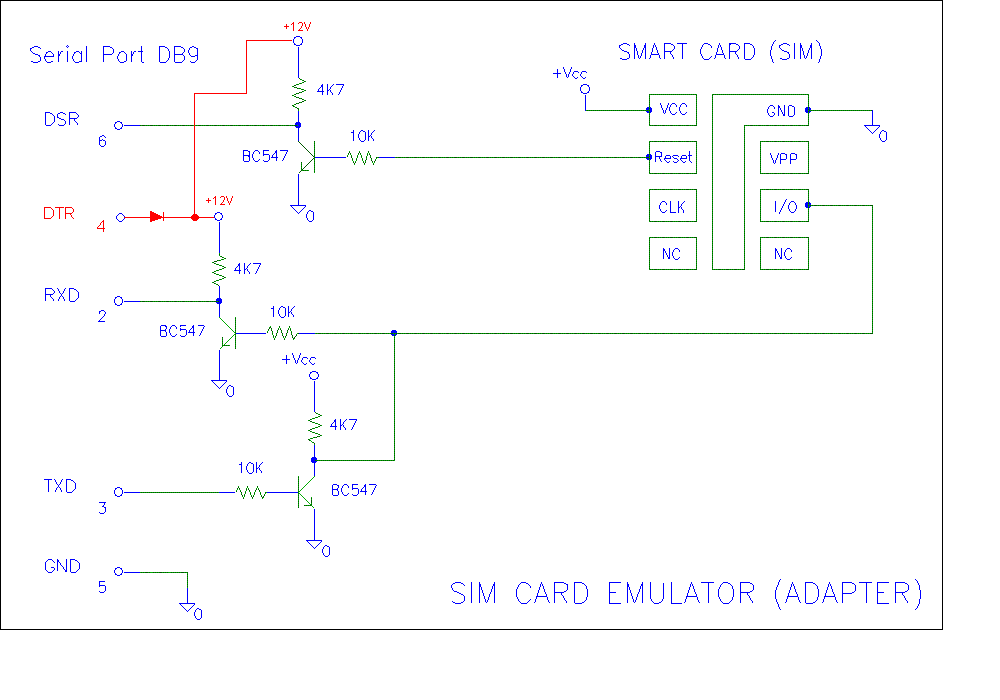 +12V
Serial Port DB9
SMART CARD (SIM)
+Vcc
4K7
DSR
6
VCC
GND
0
10K
BC547
Reset
VPP
0
DTR
4
+12V
CLK
I/O
NC
NC
4K7
RXD
2
10K
BC547
+Vcc
0
4K7
10K
TXD
3
BC547
0
GND
5
0
SIM CARD EMULATOR (ADAPTER)